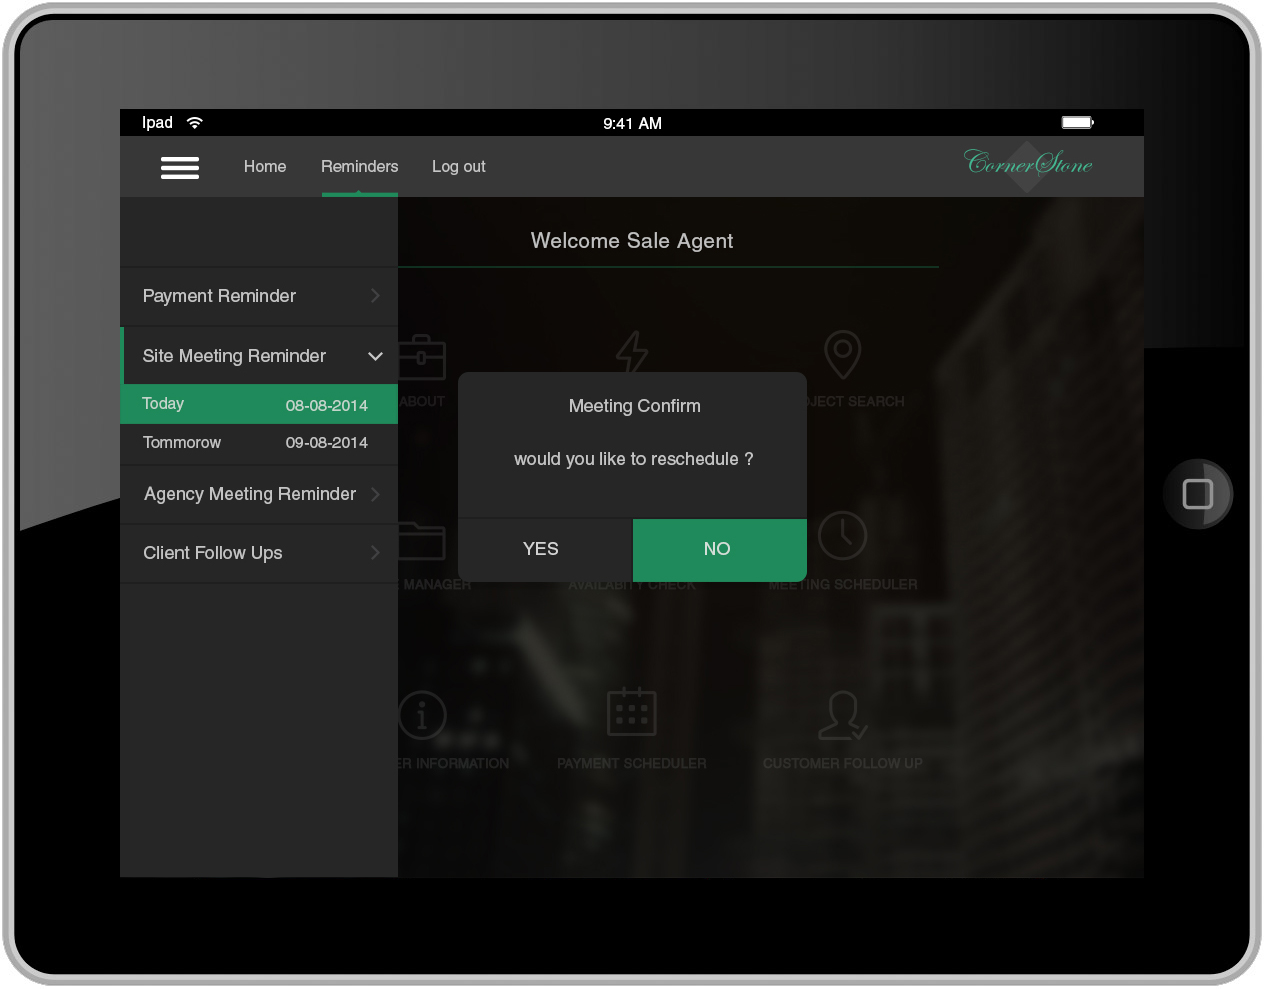 Ipad 9:41 AM
Home Reminders Log out CornerStone
Welcome Sale Agent
Payment Reminder
Site Meeting Reminder
Today 08-08-2014
Tommorow 09-08-2014
Agency Meeting Reminder
Client Follow Ups
ABOUT
JECT SEARCH
Meeting Confirm
would you like to reschedule ?
YES NO
MANAGER AVAILABITY CHECK MEETING SCHEDULER
ER INFORMATION PAYMENT SCHEDULER CUSTOMER FOLLOW UP